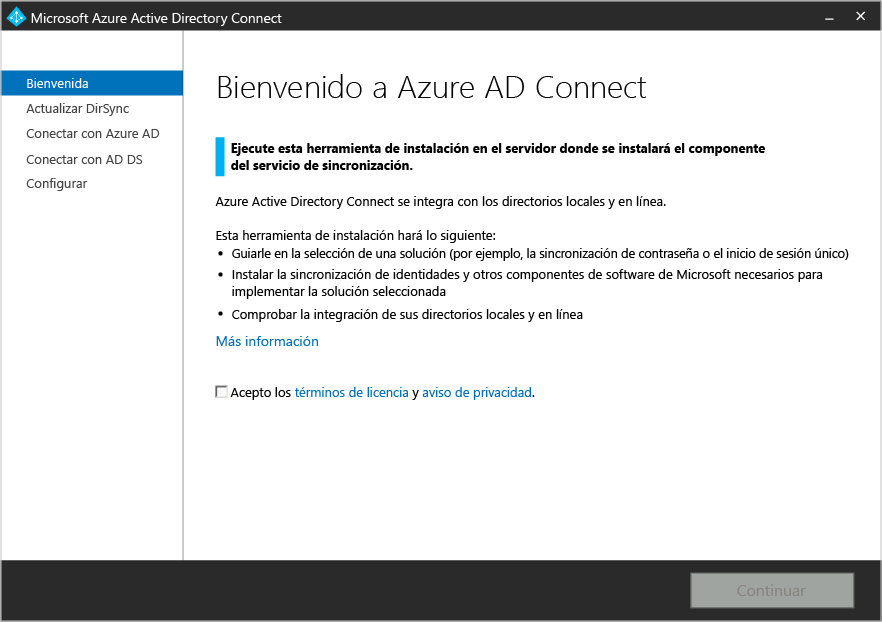 Microsoft Azure Active Directory Connect
Bienvenida
Actualizar DirSync
Conectar con Azure AD
Conectar con AD DS
Configurar
Bienvenido a Azure AD Connect
Ejecute esta herramienta de instalación en el servidor donde se instalará el componente
del servicio de sincronización.
Azure Active Directory Connect se integra con los directorios locales y en línea.
Esta herramienta de instalación hará lo siguiente:
• Guiarle en la selección de una solución (por ejemplo, la sincronización de contraseña o el inicio de sesión único)
• Instalar la sincronización de identidades y otros componentes de software de Microsoft necesarios para
implementar la solución seleccionada
• Comprobar la integración de sus directorios locales y en línea
Más información
Acepto los términos de licencia y aviso de privacidad.
Continuar